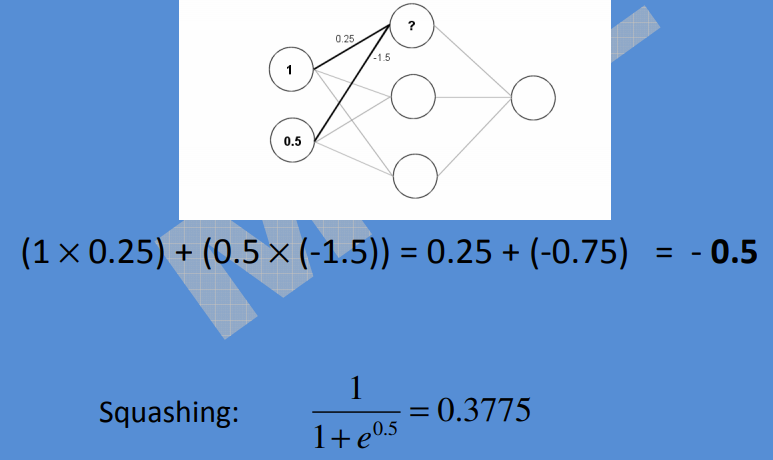 ?
0.25
-1.5
1
0.5
(1 × 0.25) + (0.5 × (-1.5)) = 0.25 + (-0.75) = - 0.5
Squashing: 1 / 1 + e^0.5 = 0.3775